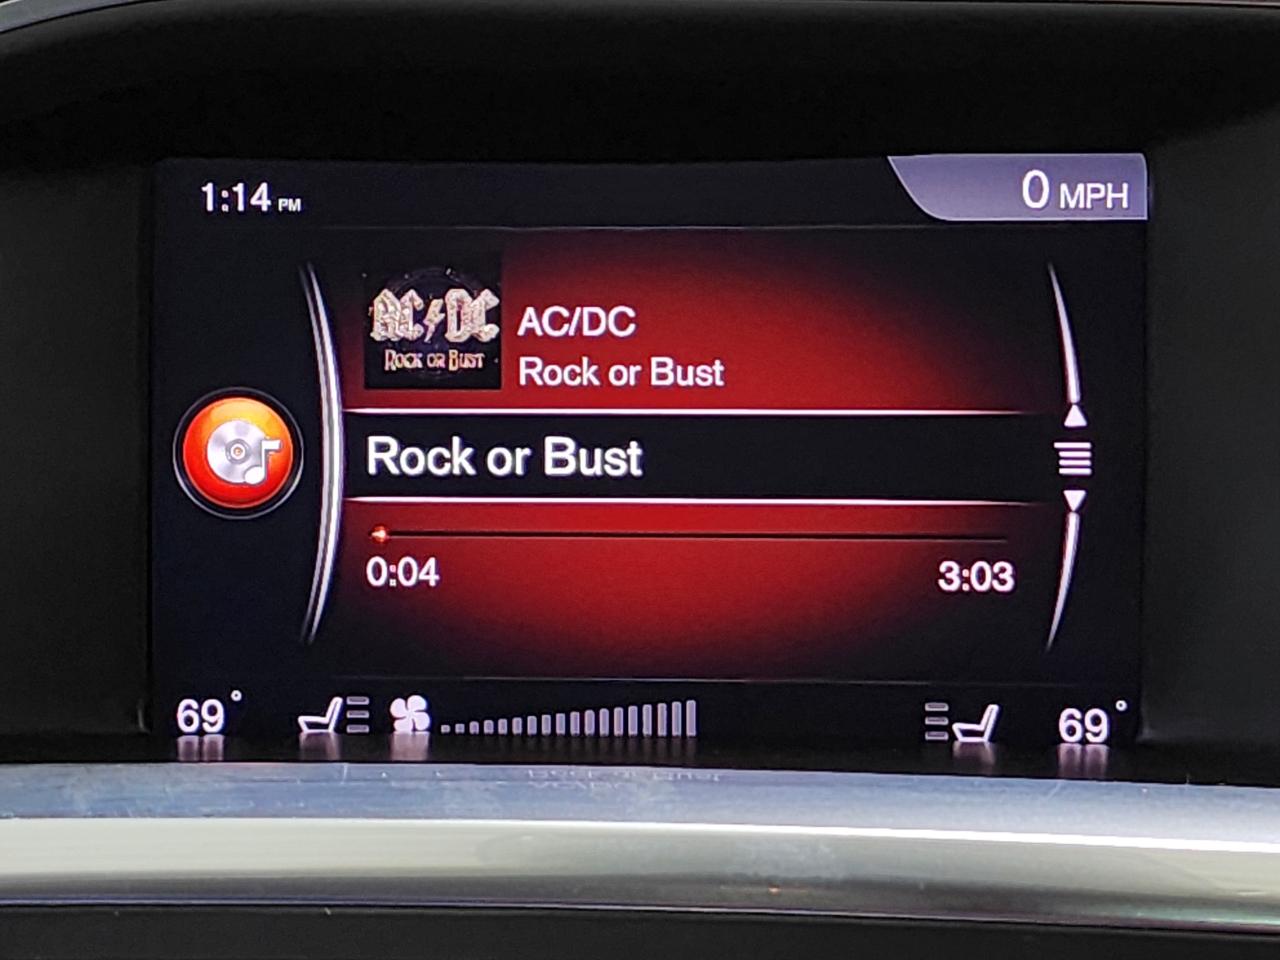 1:14 PM
0 MPH
AC/DC
ROCK OR BUST
AC/DC
Rock or Bust
Rock or Bust
0:04
3:03
69°
69°